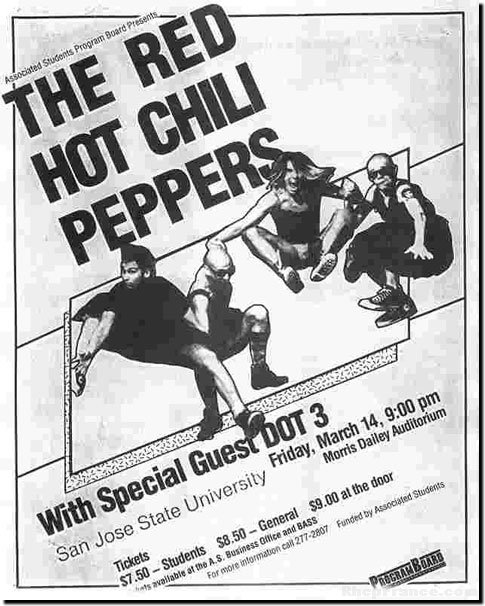 Associated Students Program Board Presents
THE RED
HOT CHILI
PEPPERS
With Special Guest DOT 3
San Jose State University
Friday, March 14, 9:00 pm
Morris Dailey Auditorium
Tickets
$7.50 – Students $8.50 – General $9.00 at the door
available at the A.S. Business Office and BASS
For more information call 277-2807 Funded by Associated Students
PROGRAM BOARD